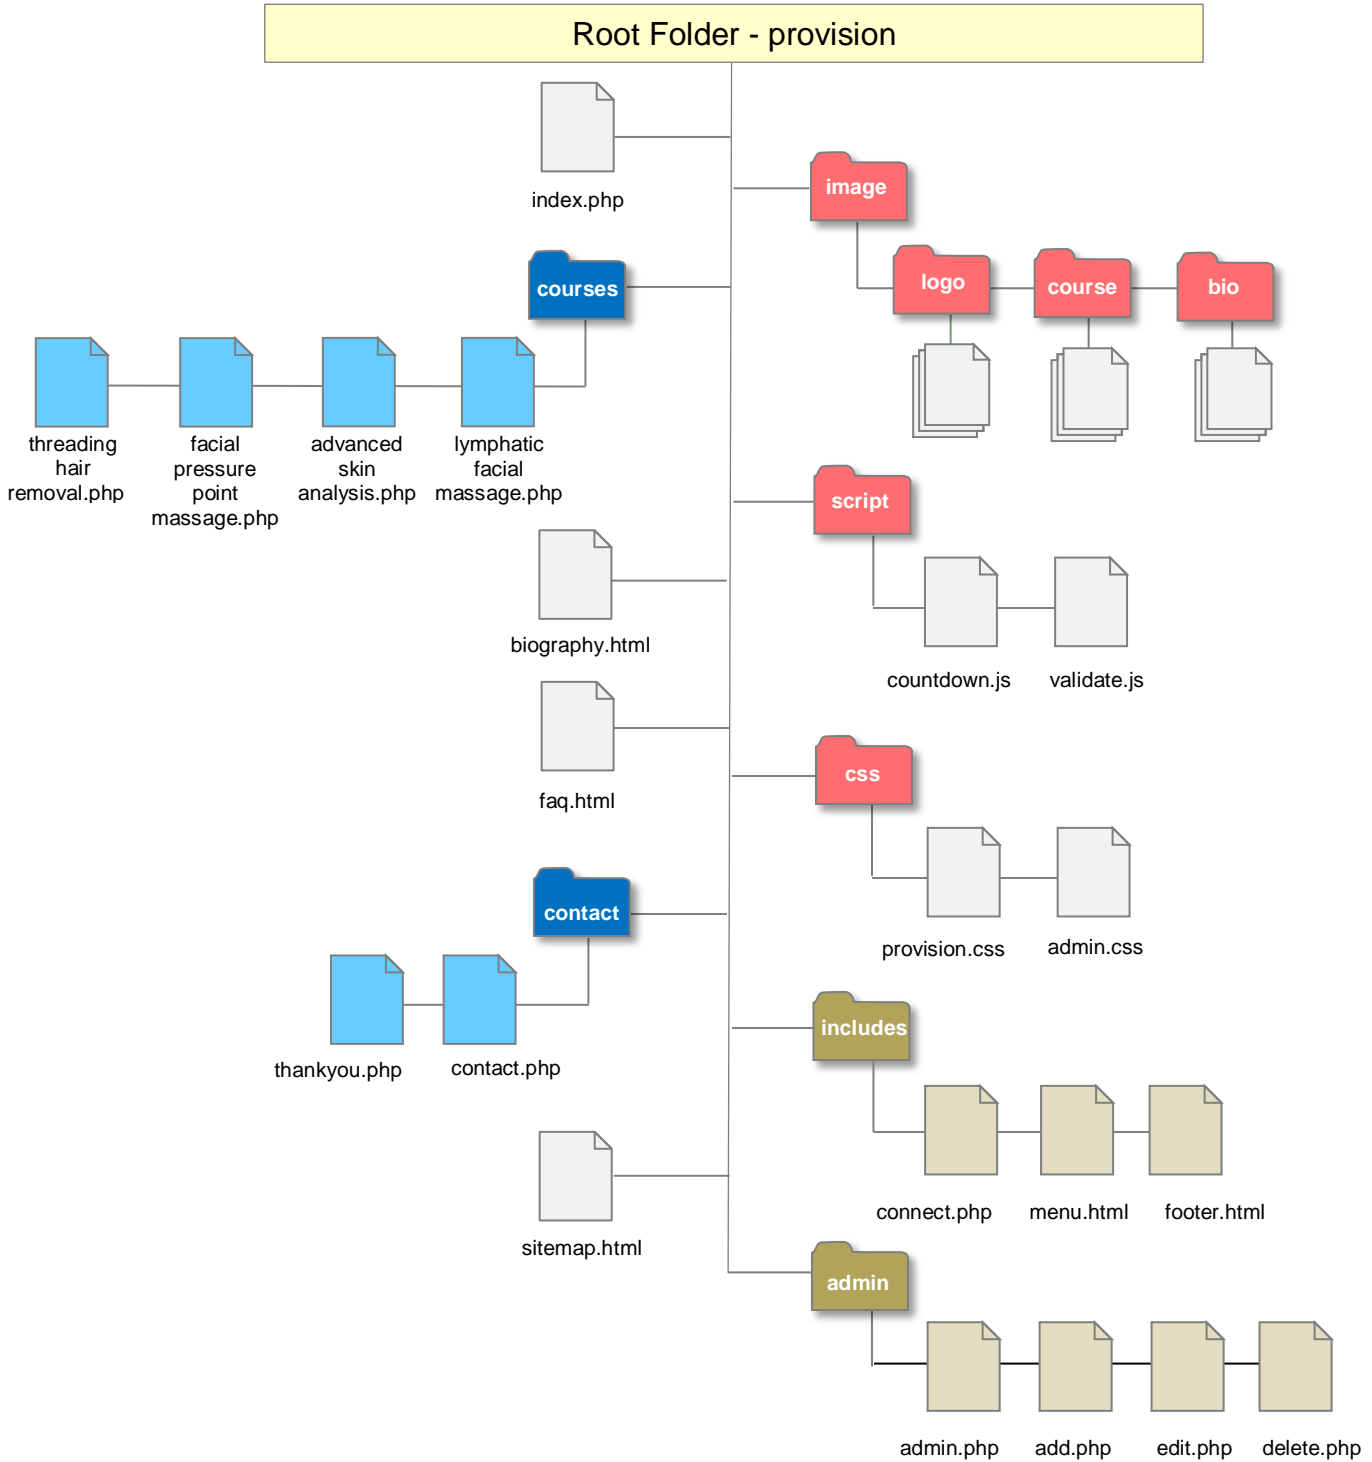 Root Folder - provision
index.php
image
courses
logo
course
bio
threading
hair
removal.php
facial
pressure
point
massage.php
advanced
skin
analysis.php
lymphatic
facial
massage.php
script
biography.html
countdown.js
validate.js
css
faq.html
contact
provision.css
admin.css
includes
thankyou.php
contact.php
connect.php
menu.html
footer.html
sitemap.html
admin
admin.php
add.php
edit.php
delete.php